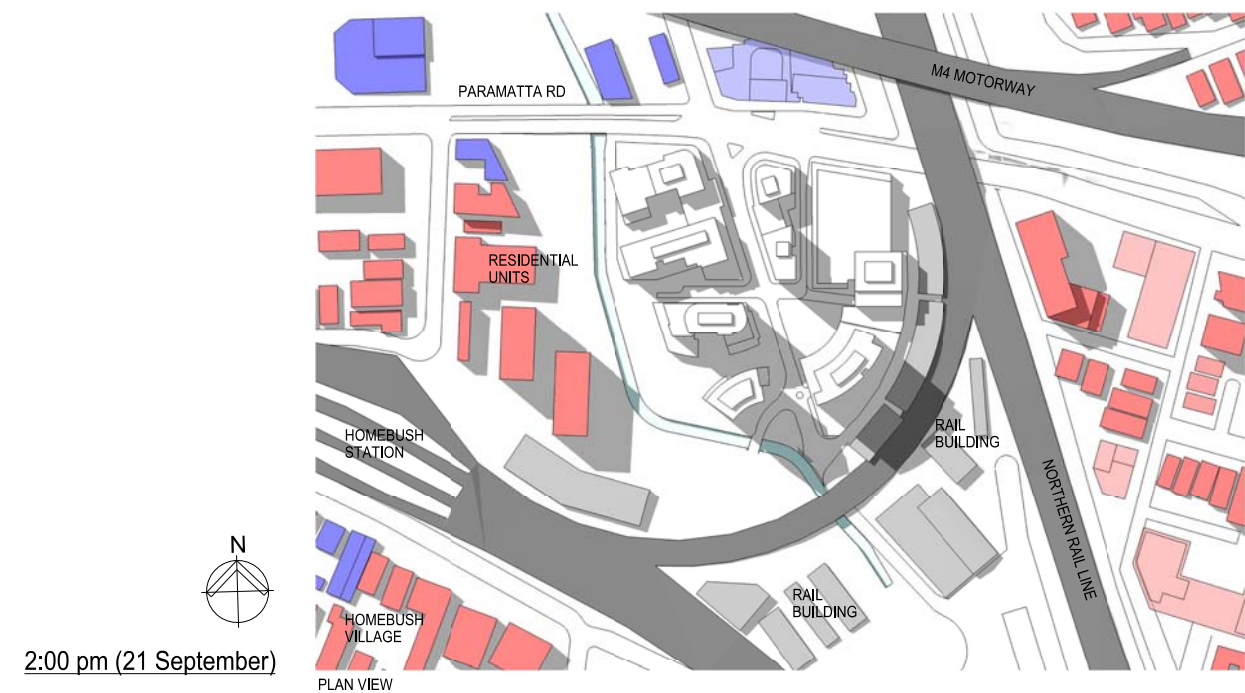 PARAMATTA RD
M4 MOTORWAY
RESIDENTIAL
UNITS
HOMEBUSH
STATION
RAIL
BUILDING
NORTHERN RAIL LINE
N
RAIL
BUILDING
HOMEBUSH
VILLAGE
2:00 pm (21 September)
PLAN VIEW